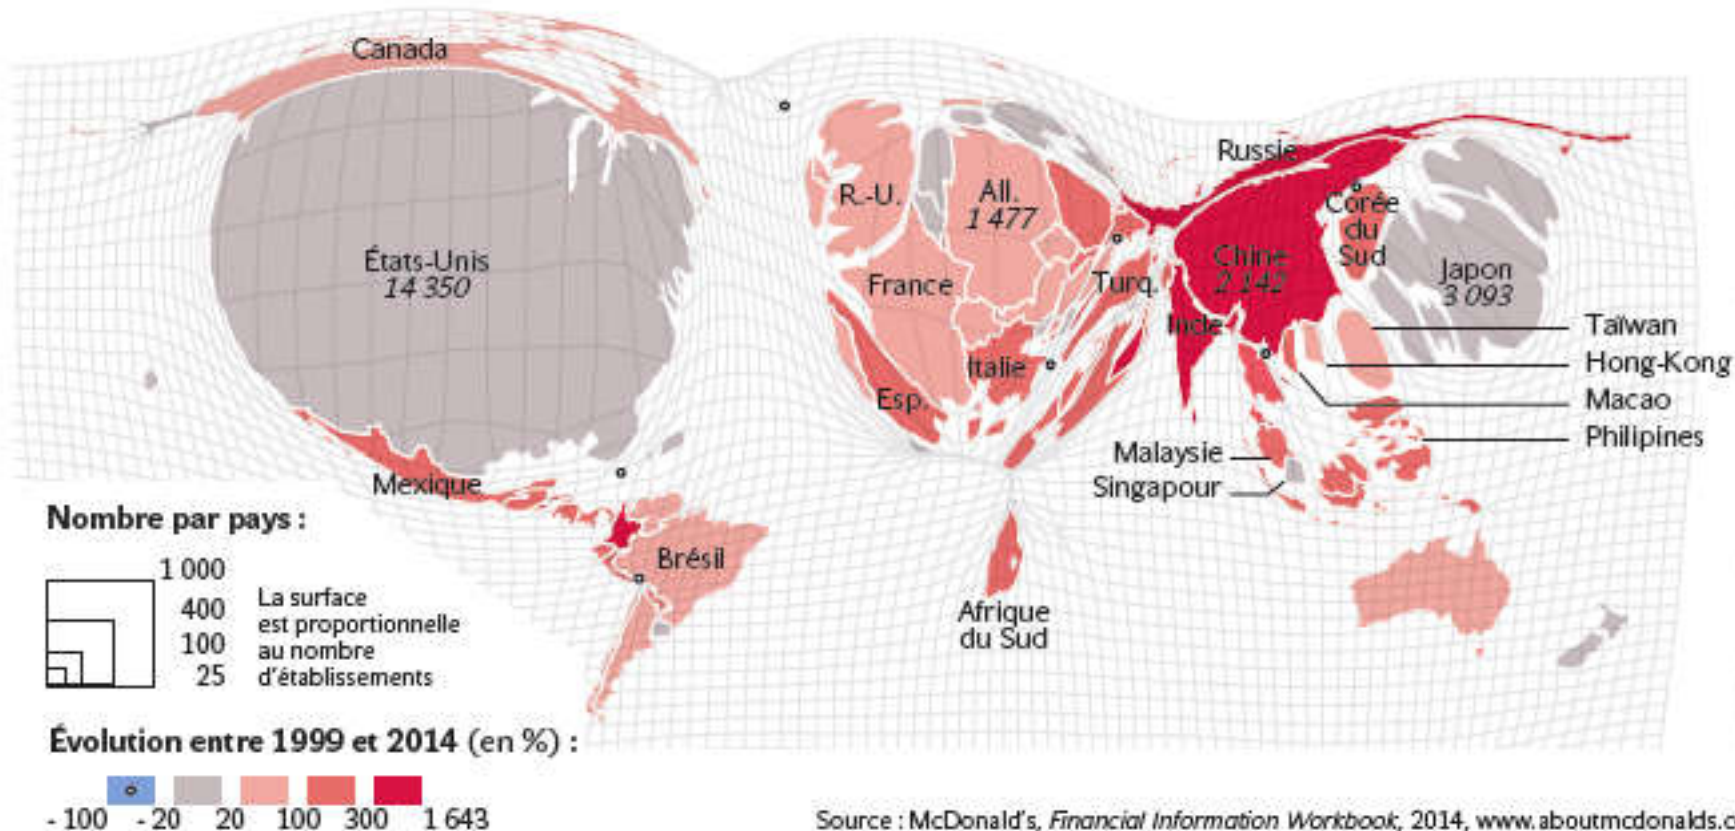 Canada
États-Unis
14 350
Mexique
Brésil
R.-U.
All.
1 477
France
Esp.
Italie
Turq.
Russie
Chine
2 142
Inde
Corée
du
Sud
Japon
3 093
Taïwan
Hong-Kong
Macao
Philipines
Malaysie
Singapour
Afrique
du Sud
Nombre par pays :
1 000
400
100
25
La surface
est proportionnelle
au nombre
d'établissements
Évolution entre 1999 et 2014 (en %) :
- 100 - 20 20 100 300 1 643
Source : McDonald's, Financial Information Workbook, 2014, www.aboutmcdonalds.